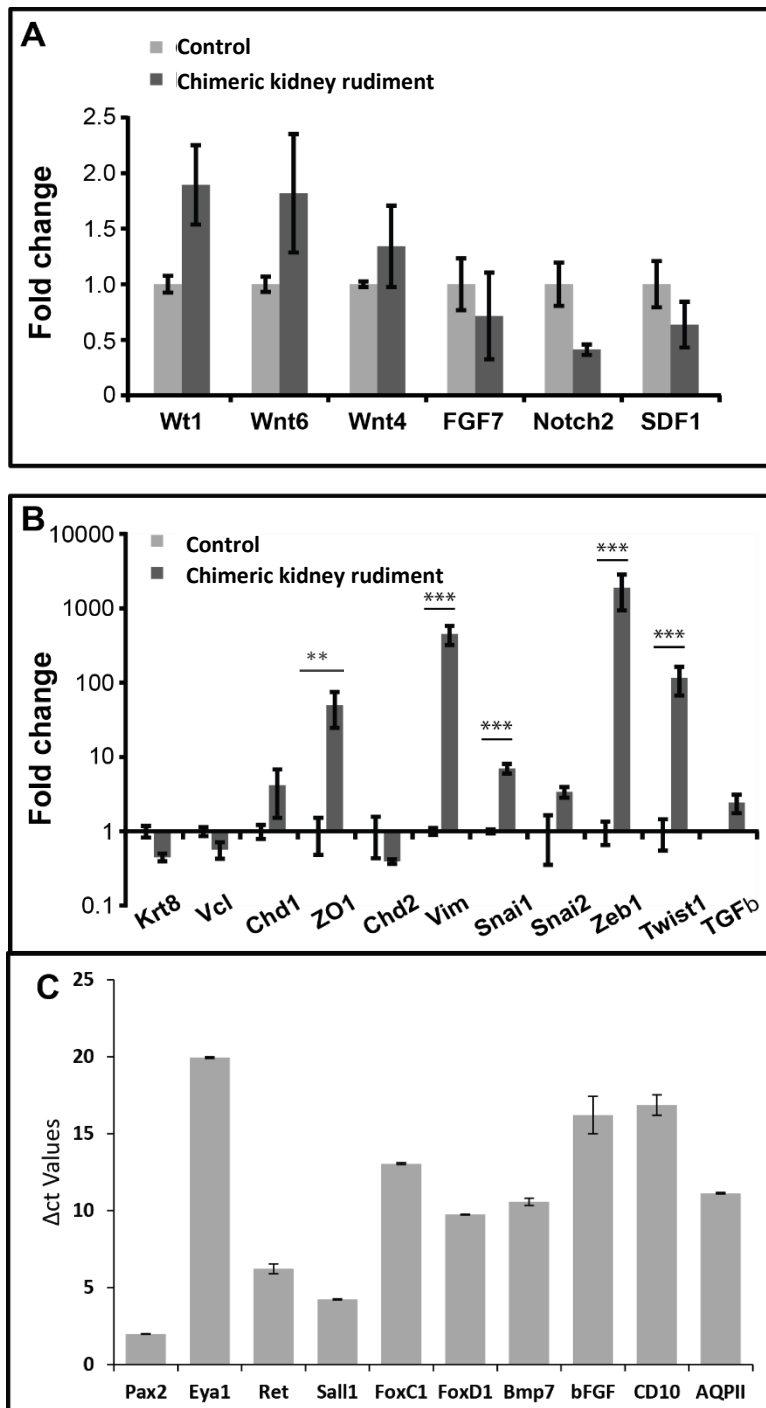 A
Control
Chimeric kidney rudiment
Fold change
2.5
2.0
1.5
1.0
0.5
0
Wt1 Wnt6 Wnt4 FGF7 Notch2 SDF1
B
Control
Chimeric kidney rudiment
Fold change
10000
1000
100
10
1
0.1
** *** *** *** ***
Krt8 Vcl Chd1 ZO1 Chd2 Vim Snai1 Snai2 Zeb1 Twist1 TGFb
C
Δct Values
25
20
15
10
5
0
Pax2 Eya1 Ret Sall1 FoxC1 FoxD1 Bmp7 bFGF CD10 AQPII